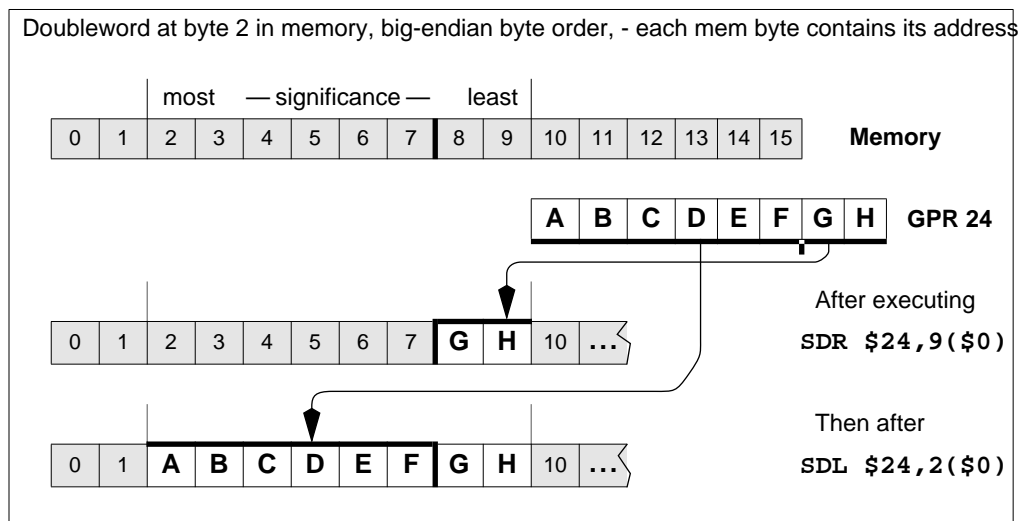 Doubleword at byte 2 in memory, big-endian byte order, - each mem byte contains its address
most — significance — least
0 1 2 3 4 5 6 7 8 9 10 11 12 13 14 15 Memory
A B C D E F G H GPR 24
After executing
0 1 2 3 4 5 6 7 G H 10 ... SDR $24,9($0)
Then after
0 1 A B C D E F G H 10 ... SDL $24,2($0)